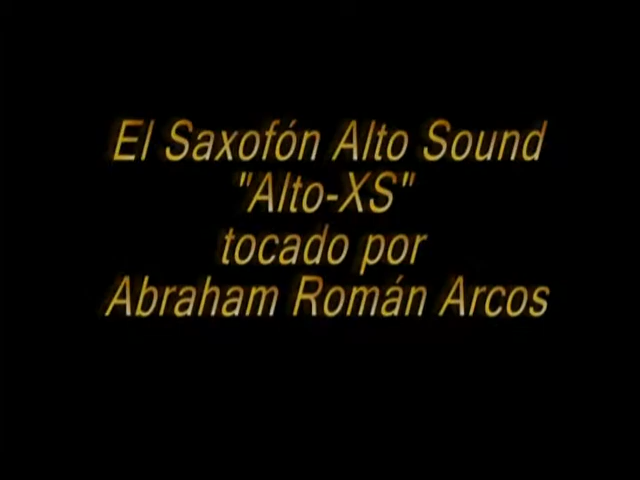 El Saxofón Alto Sound
"Alto-XS"
tocado por
Abraham Román Arcos